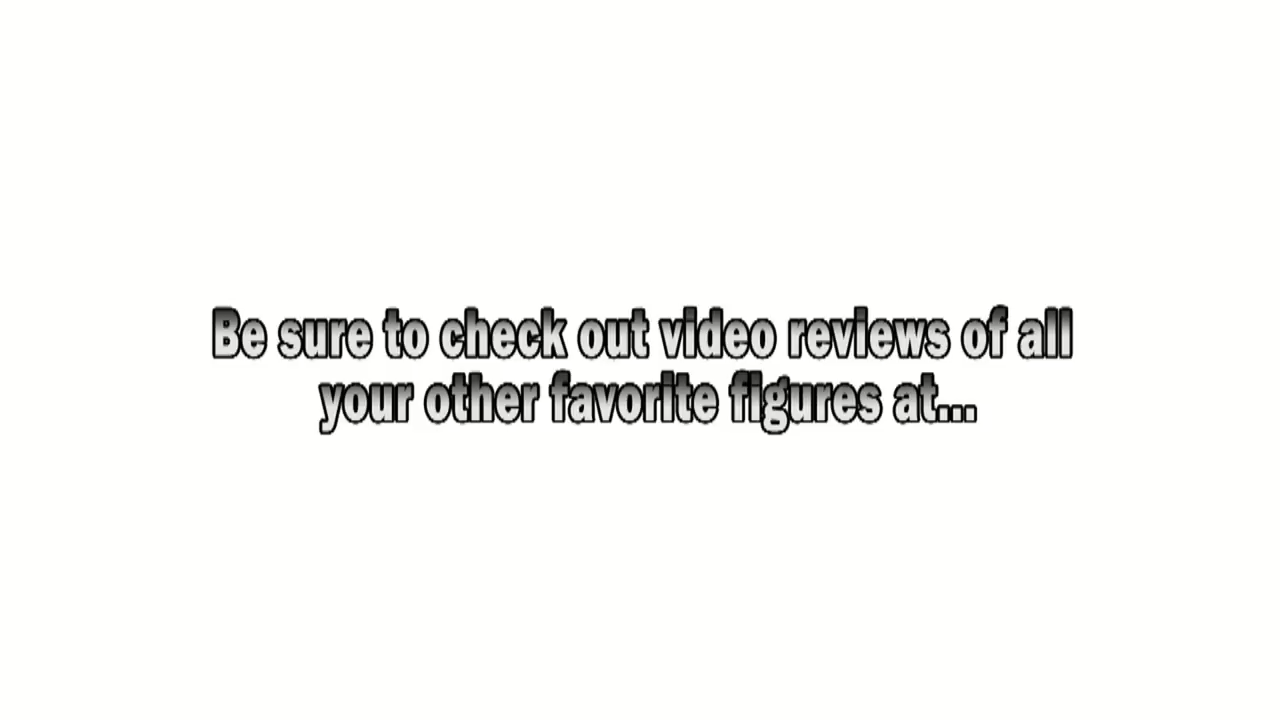 Be sure to check out video reviews of all
your other favorite figures at...